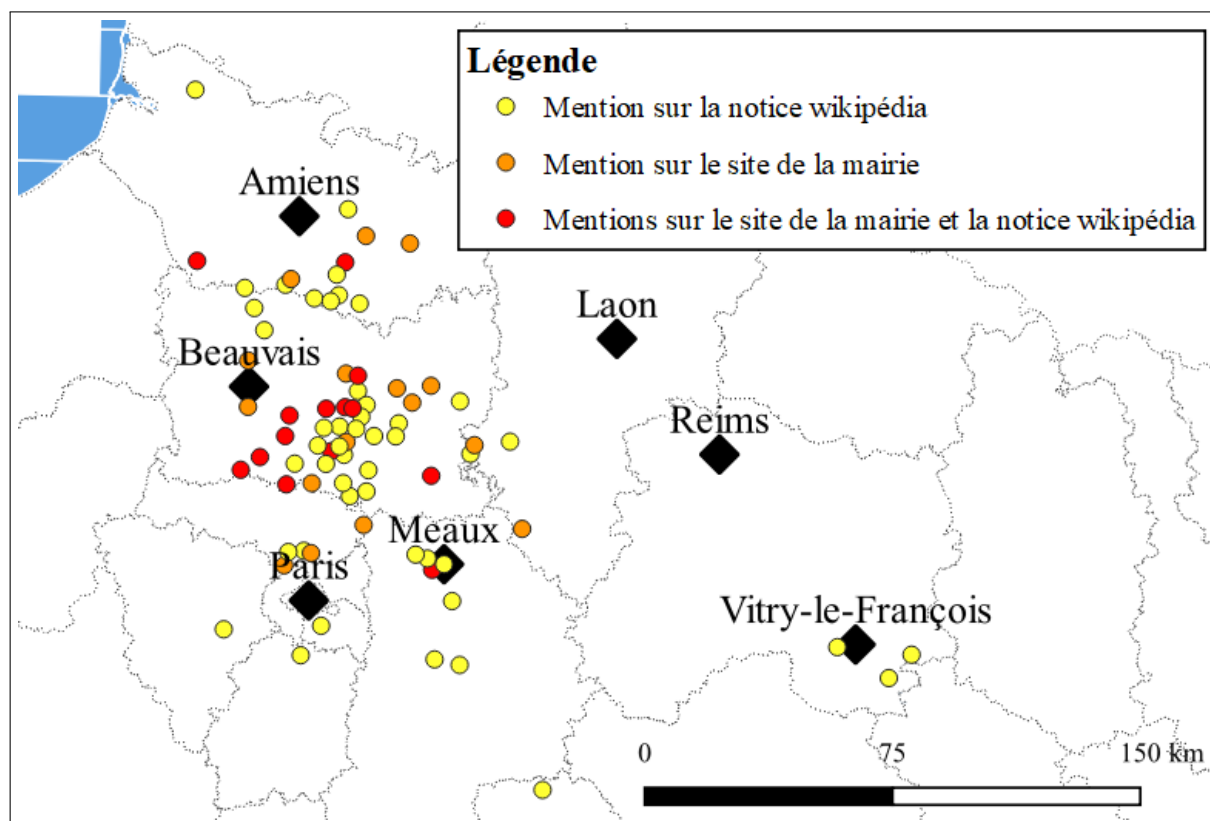 Légende
Mention sur la notice wikipédia
Mention sur le site de la mairie
Mentions sur le site de la mairie et la notice wikipédia
Amiens
Laon
Beauvais
Reims
Meaux
Paris
Vitry-le-François
0 75 150 km